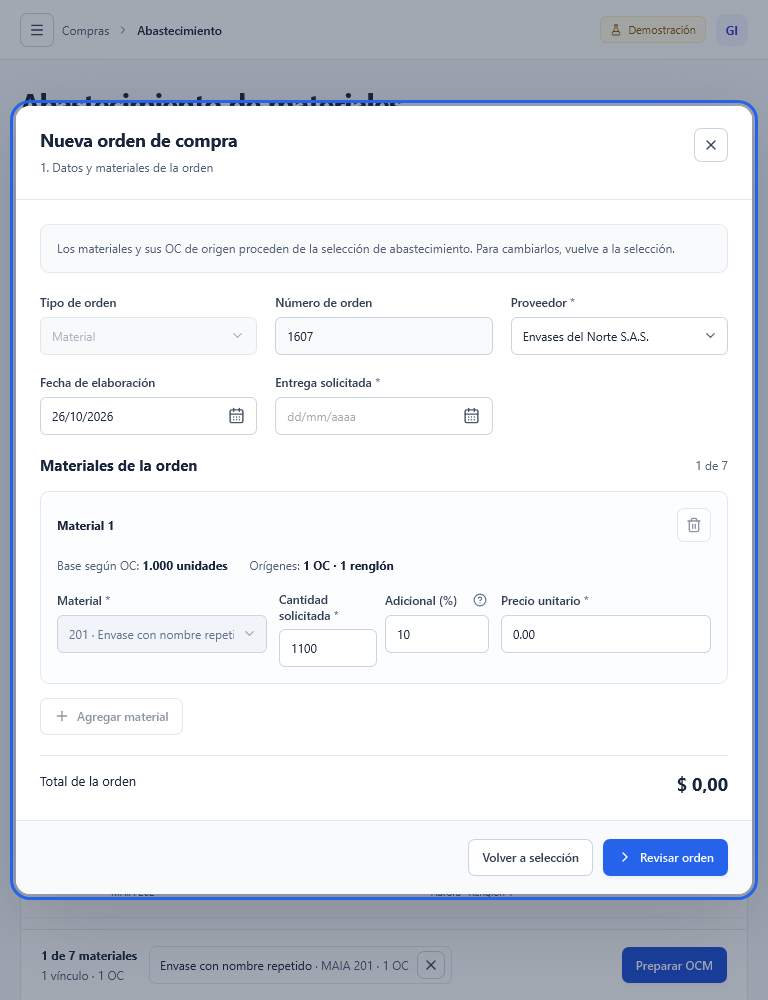 Compras
Abastecimiento
Demostración
GI
Abastecimiento de materiales
Nueva orden de compra
1. Datos y materiales de la orden
Los materiales y sus OC de origen proceden de la selección de abastecimiento. Para cambiarlos, vuelve a la selección.
Tipo de orden
Número de orden
Proveedor *
Material
1607
Envases del Norte S.A.S.
Fecha de elaboración
Entrega solicitada *
26/10/2026
dd/mm/aaaa
Materiales de la orden
1 de 7
Material 1
Base según OC: 1.000 unidades
Orígenes: 1 OC · 1 renglón
Material *
Cantidad
solicitada *
Adicional (%)
Precio unitario *
201 · Envase con nombre repeti
1100
10
0.00
Agregar material
Total de la orden
$ 0,00
Volver a selección
Revisar orden
1 de 7 materiales
1 vínculo · 1 OC
Envase con nombre repetido · MAIA 201 · 1 OC
Preparar OCM